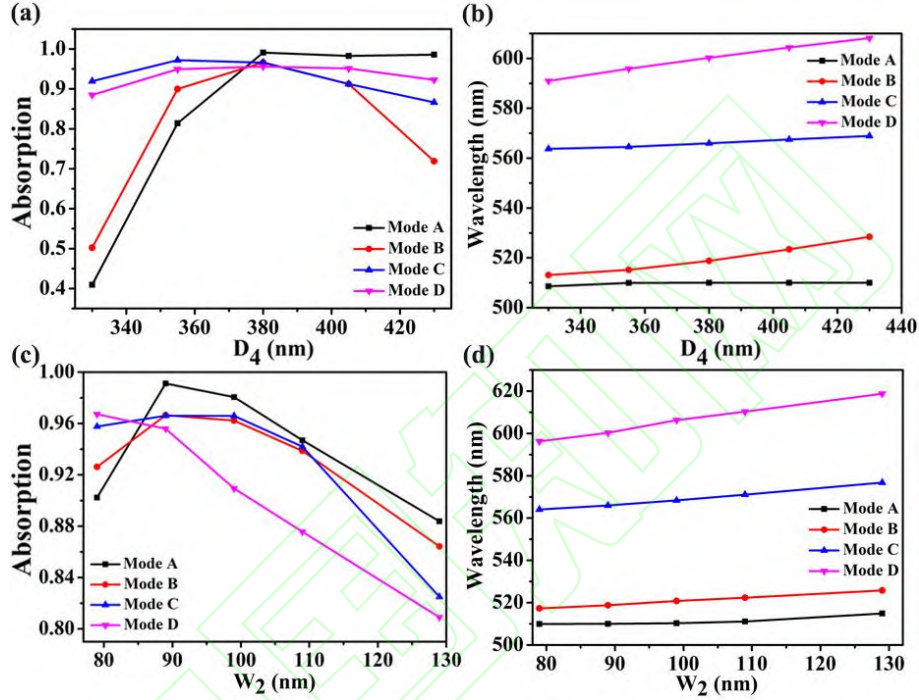 (a)
Absorption
1.0
0.9
0.8
0.7
0.6
0.5
0.4
Mode A
Mode B
Mode C
Mode D
340 360 380 400 420
D4 (nm)
(b)
Wavelength (nm)
600
580
560
540
520
500
Mode A
Mode B
Mode C
Mode D
340 360 380 400 420 440
D4 (nm)
(c)
Absorption
1.00
0.96
0.92
0.88
0.84
0.80
Mode A
Mode B
Mode C
Mode D
80 90 100 110 120 130
W2 (nm)
(d)
Wavelength (nm)
620
600
580
560
540
520
500
Mode A
Mode B
Mode C
Mode D
80 90 100 110 120 130
W2 (nm)